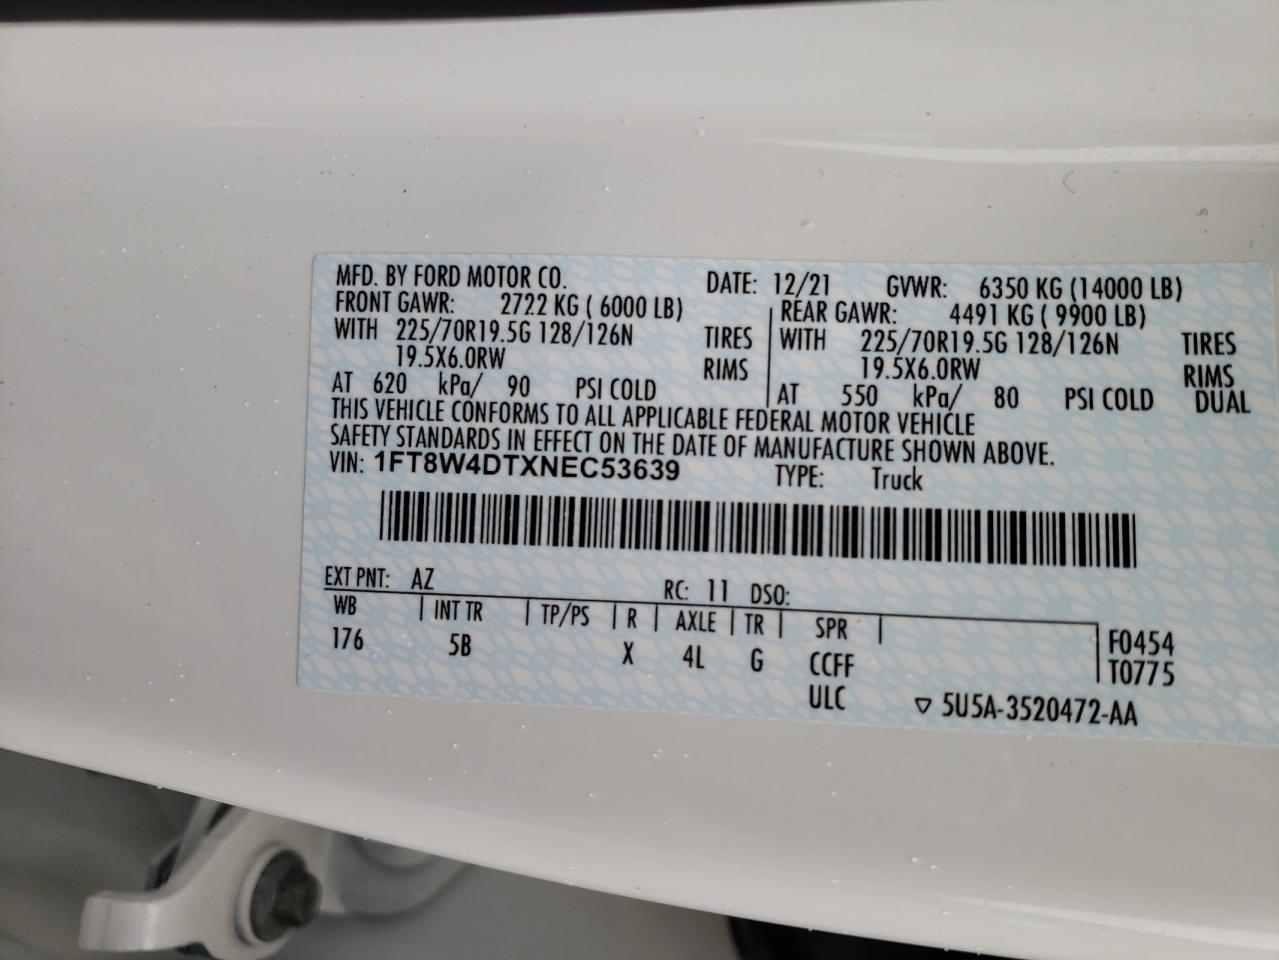 MFD. BY FORD MOTOR CO. DATE: 12/21 GVWR: 6350 KG (14000 LB)
FRONT GAWR: 2722 KG ( 6000 LB) REAR GAWR: 4491 KG ( 9900 LB)
WITH 225/70R19.5G 128/126N TIRES WITH 225/70R19.5G 128/126N TIRES
19.5X6.0RW RIMS 19.5X6.0RW RIMS
AT 620 kPa/ 90 PSI COLD AT 550 kPa/ 80 PSI COLD DUAL
THIS VEHICLE CONFORMS TO ALL APPLICABLE FEDERAL MOTOR VEHICLE
SAFETY STANDARDS IN EFFECT ON THE DATE OF MANUFACTURE SHOWN ABOVE.
VIN: 1FT8W4DTXNEC53639 TYPE: Truck
EXT PNT: AZ RC: 11 DSO:
WB INT TR TP/PS R AXLE TR SPR F0454
176 5B X 4L G CCFF T0775
ULC ▽ 5U5A-3520472-AA